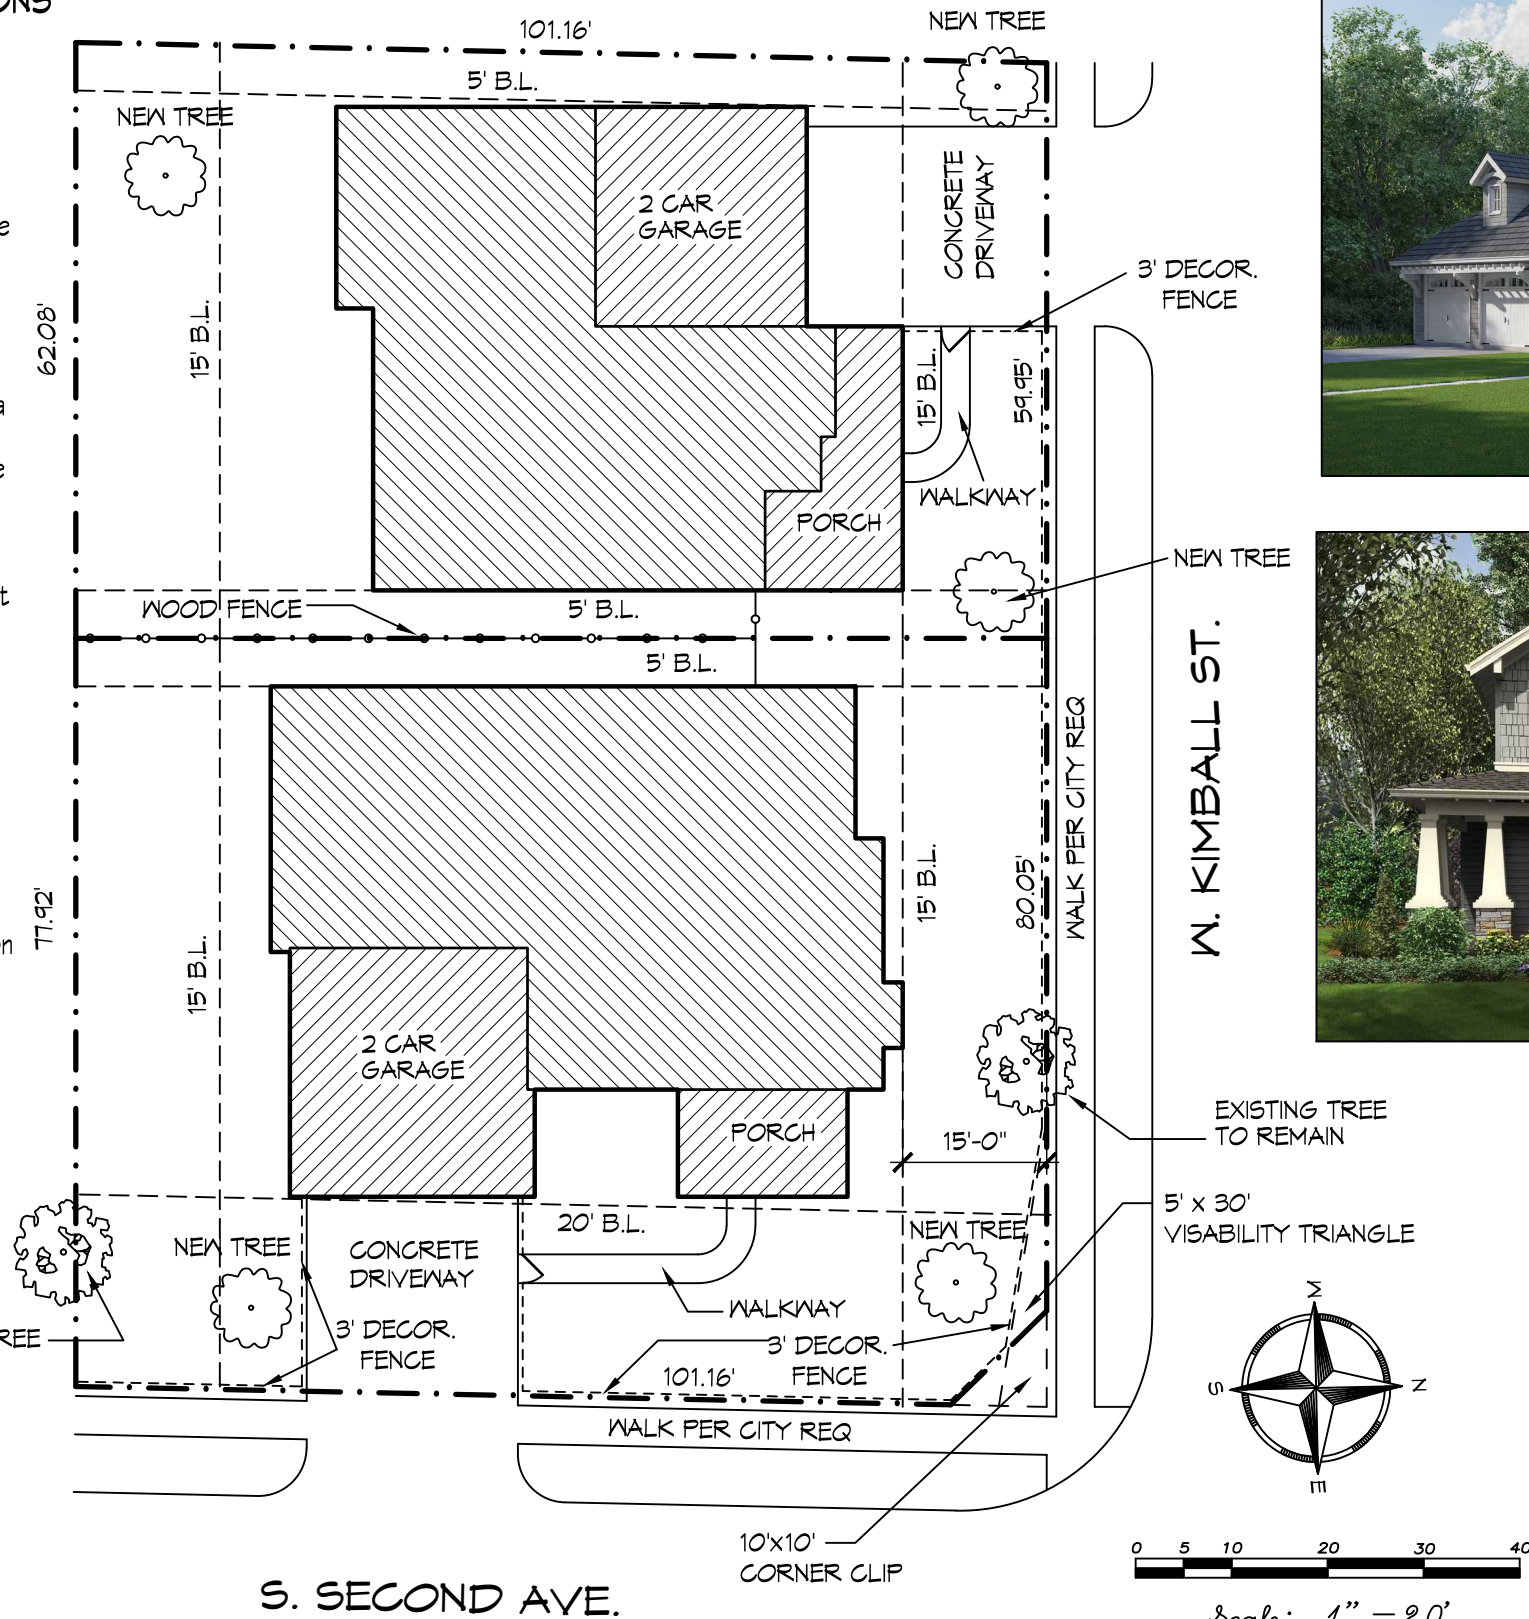 101.16'
NEW TREE
5' B.L.
NEW TREE
2 CAR
GARAGE
CONCRETE
DRIVEWAY
3' DECOR.
FENCE
62.08'
15' B.L.
15' B.L.
59.95'
WALKWAY
PORCH
NEW TREE
WOOD FENCE
5' B.L.
5' B.L.
W. KIMBALL ST.
WALK PER CITY REQ
77.92'
15' B.L.
15' B.L.
80.05'
2 CAR
GARAGE
PORCH
15'-0"
EXISTING TREE
TO REMAIN
5' x 30'
VISABILITY TRIANGLE
20' B.L.
NEW TREE
CONCRETE
DRIVEWAY
NEW TREE
WALKWAY
3' DECOR.
FENCE
3' DECOR.
FENCE
101.16'
WALK PER CITY REQ
W
S
N
E
10'x10'
CORNER CLIP
0 5 10 20 30 40
S. SECOND AVE.
Scale: 1" = 20'